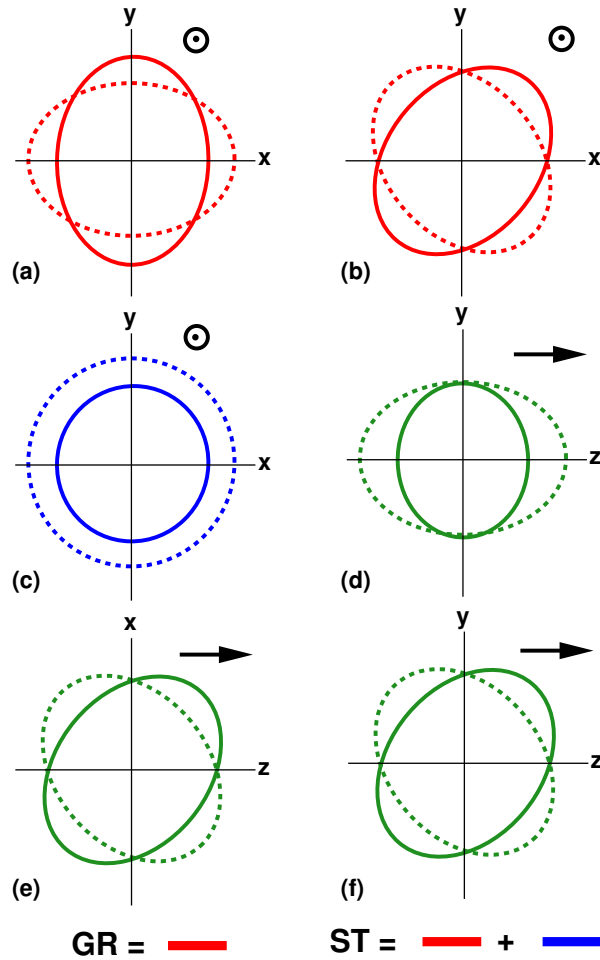 y y
x x
(a) (b)
y y
x z
(c) (d)
x y
z z
(e) (f)
GR = ST = +